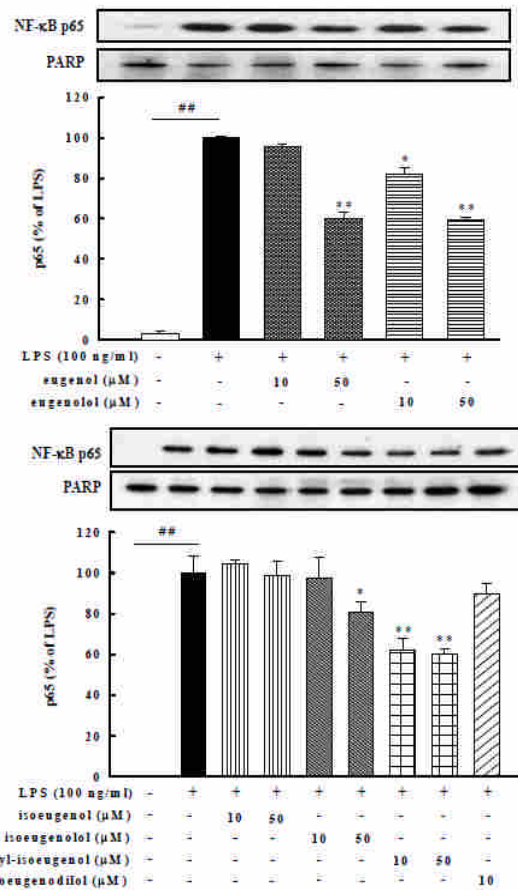 NF-κB p65
PARP
120
100
80
60
40
20
0
p65 (% of LPS)
##
**
*
**
LPS (100 ng/ml) - + + + + +
eugenol (μM) - - 10 50 - -
eugenolol (μM) - - - - 10 50
NF-κB p65
PARP
120
100
80
60
40
20
0
p65 (% of LPS)
##
*
**
**
LPS (100 ng/ml) - + + + + + + + +
isoeugenol (μM) - - 10 50 - - - - -
isoeugenolol (μM) - - - - 10 50 - - -
yl-isoeugenol (μM) - - - - - - 10 50 -
oeugenodilol (μM) - - - - - - - - 10